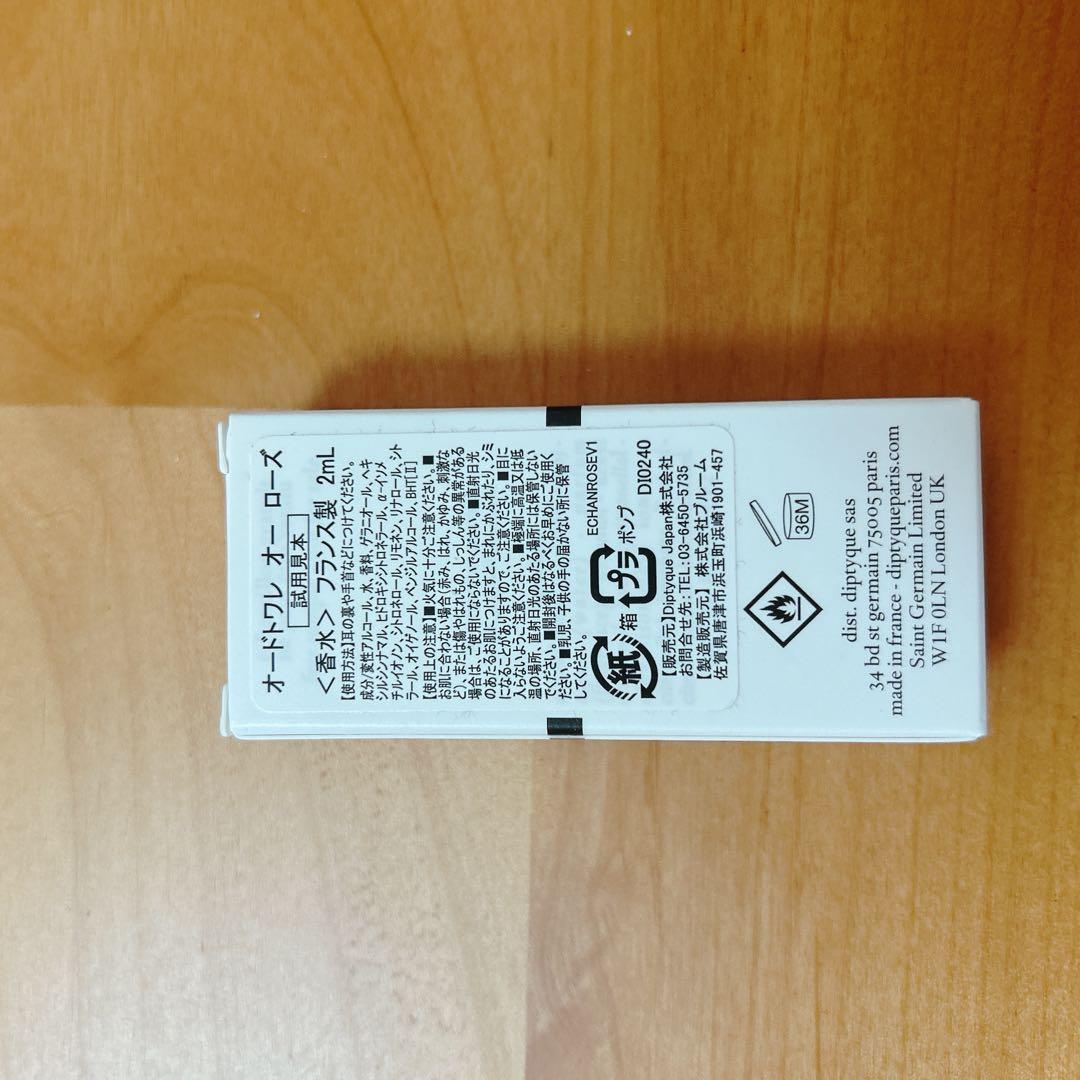 オードトワレ オー ローズ
試用見本
＜香水＞ フランス製 2mL
【使用方法】耳の裏や手首などにつけてください。
成分/変性アルコール、水、香料、ゲラニオール、ヘキ
シルシンナマル、ヒドロキシシトロネラール、α-イソメ
チルイオノン、シトロネロール、リモネン、リナロール、シト
ラール、オイゲノール、ベンジルアルコール、BHT[Ⅱ]
【使用上の注意】■火気に十分ご注意ください。■
お肌に合わない場合(赤み、はれ、かゆみ、刺激な
ど)、または傷やはれもの、しっしん等の異常がある
場合は、ご使用にならないでください。■直射日光
のあたるお肌につけますと、まれにかぶれたり、シミ
になることがありますので、ご注意ください。■目に
入らないようご注意ください。■極端に高温又は低
温の場所、直射日光のあたる場所には保管しない
でください。■開封後はなるべくお早めにご使用く
ださい。■乳児、子供の手の届かない所に保管
してください。
ECHANROSEV1
紙 箱 プラ ポンプ
DI0240
【販売元】Diptyque Japan株式会社
お問合せ先:TEL:03-6450-5735
【製造販売元】 株式会社ブルーム
佐賀県唐津市浜玉町浜崎1901-457
36M
dist. diptyque sas
34 bd st germain 75005 paris
made in france - diptyqueparis.com
Saint Germain Limited
W1F 0LN London UK